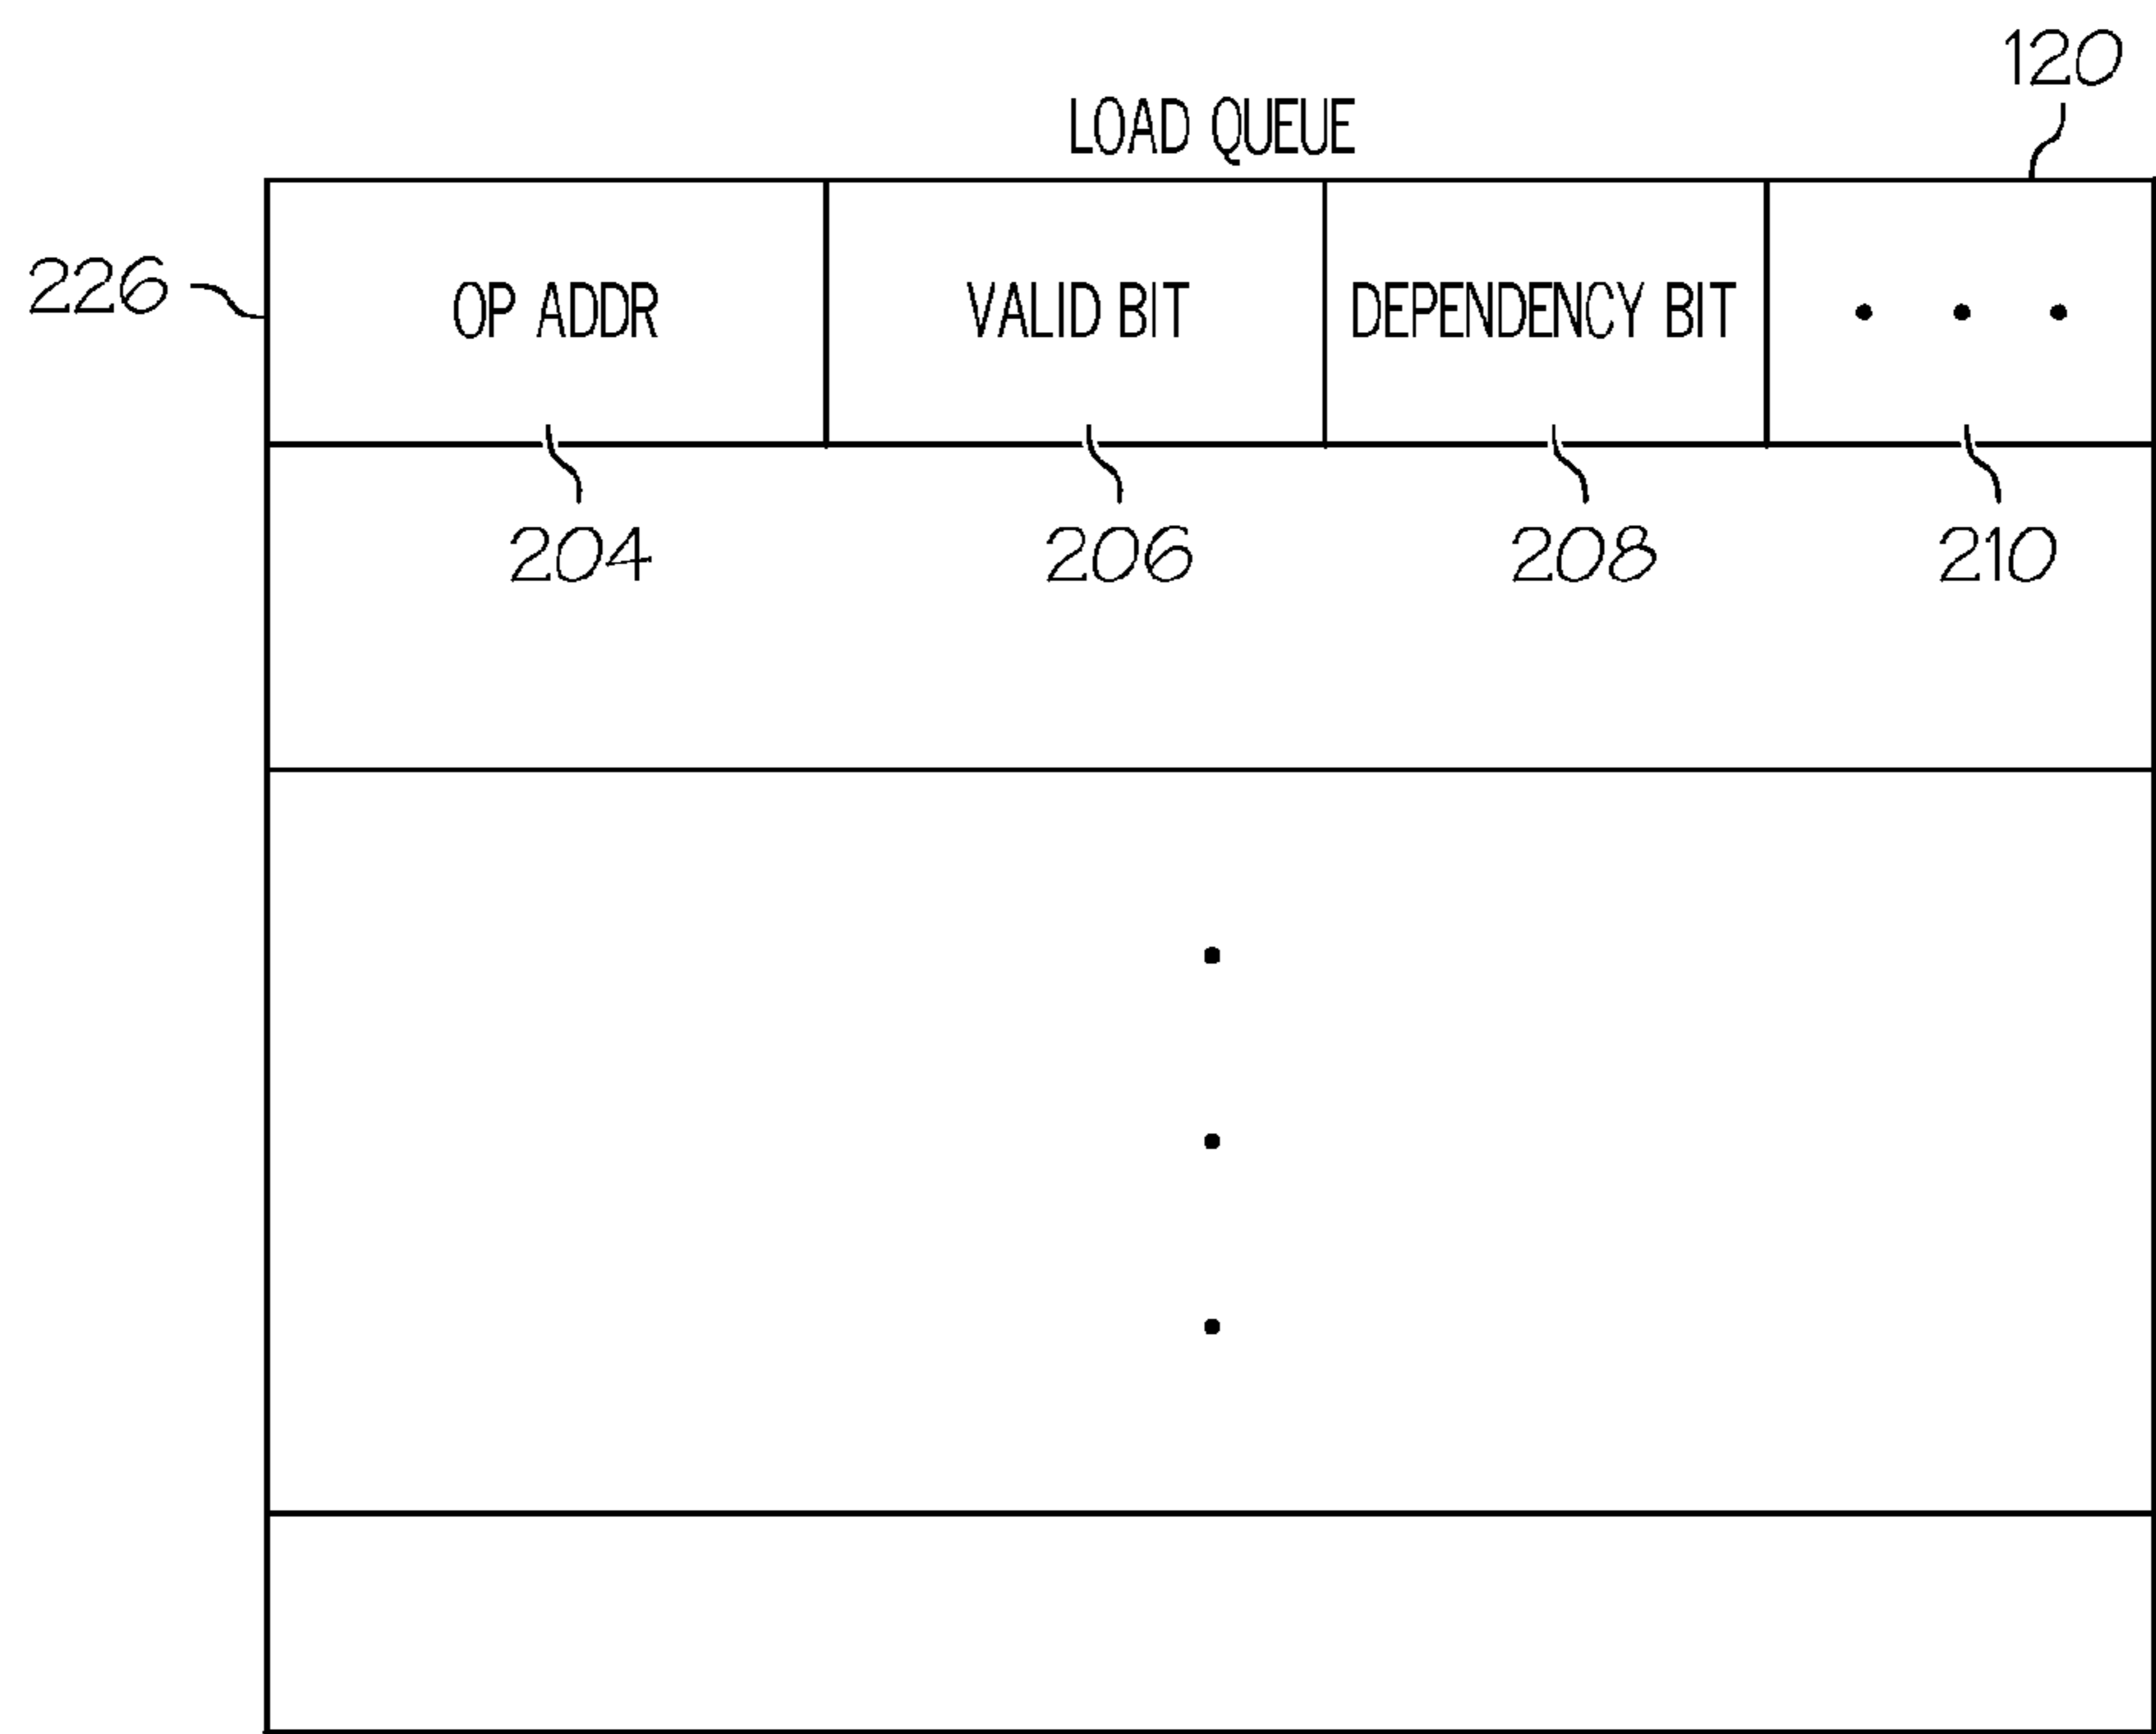 120
LOAD QUEUE
226 OP ADDR VALID BIT DEPENDENCY BIT • • •
204 206 208 210